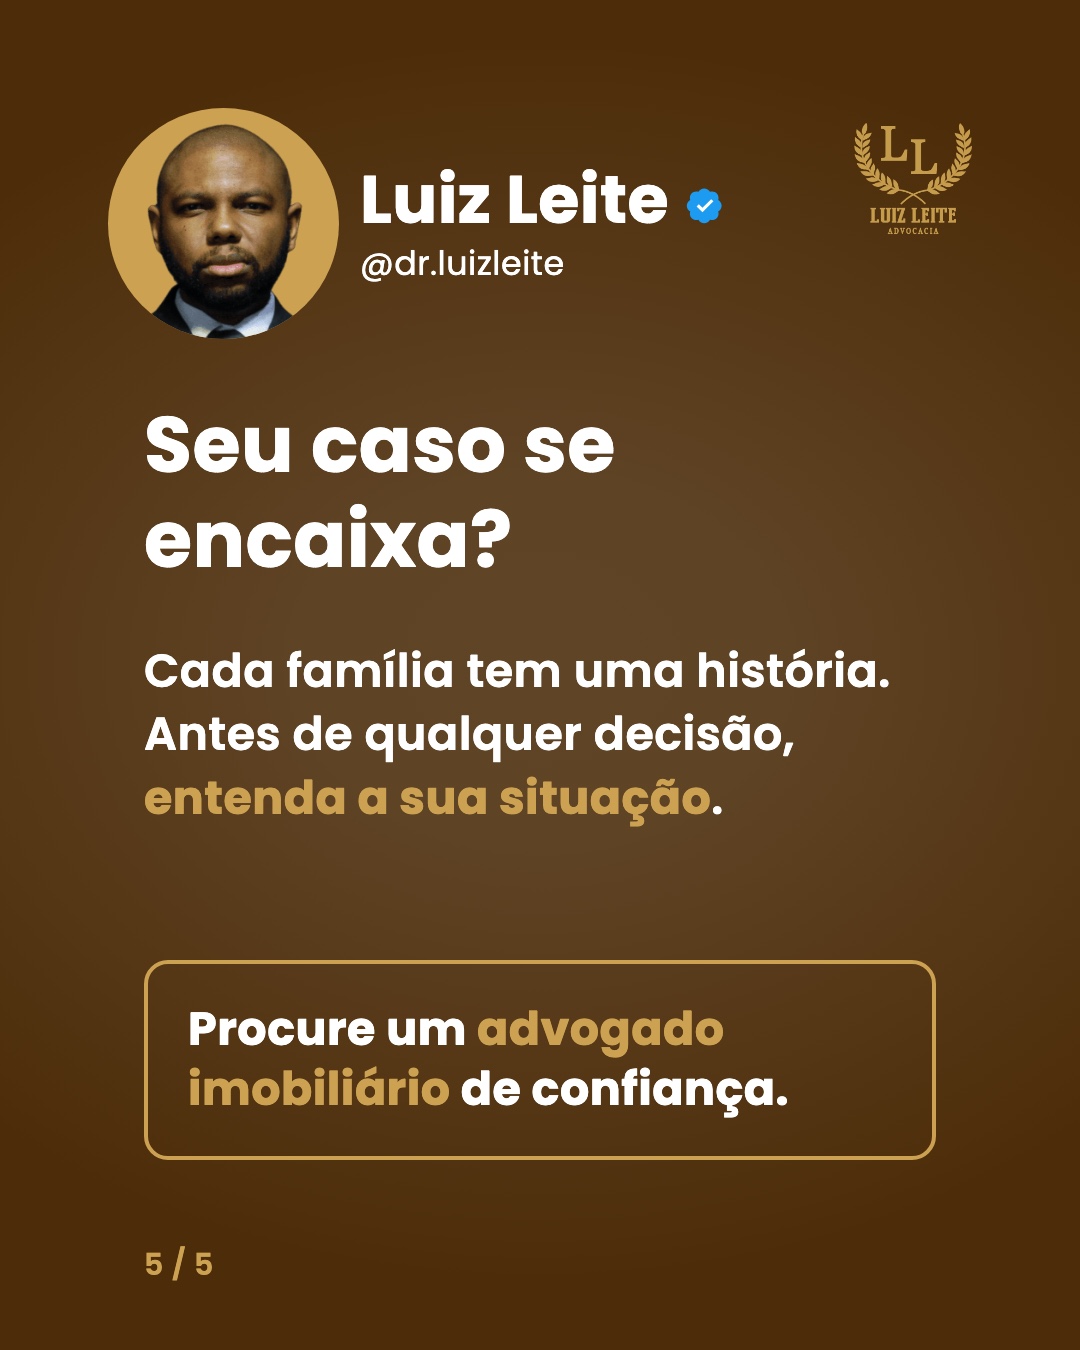 Luiz Leite
@dr.luizleite
LL
LUIZ LEITE
ADVOCACIA
Seu caso se
encaixa?
Cada família tem uma história.
Antes de qualquer decisão,
entenda a sua situação.
Procure um advogado
imobiliário de confiança.
5 / 5